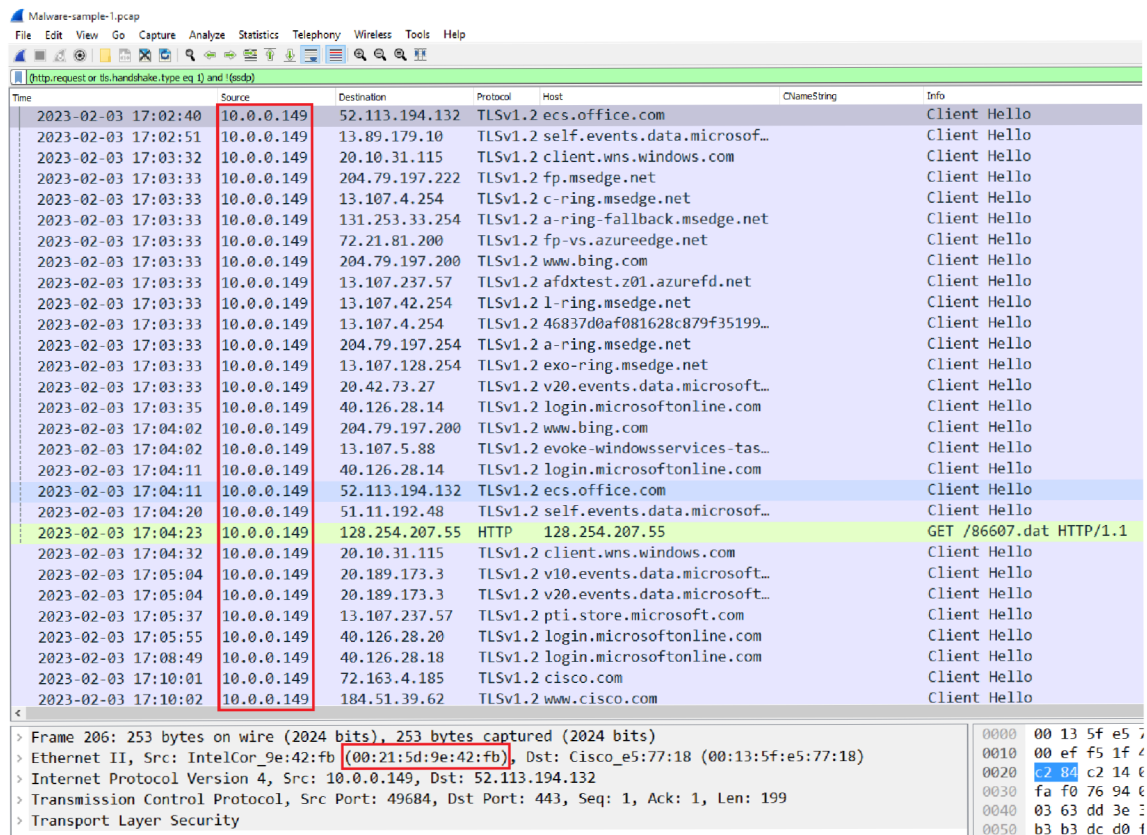 Malware-sample-1.pcap
File Edit View Go Capture Analyze Statistics Telephony Wireless Tools Help
(http.request or tls.handshake.type eq 1) and !(ssdp)
Time Source Destination Protocol Host CNameString Info
2023-02-03 17:02:40 10.0.0.149 52.113.194.132 TLSv1.2 ecs.office.com Client Hello
2023-02-03 17:02:51 10.0.0.149 13.89.179.10 TLSv1.2 self.events.data.microsof… Client Hello
2023-02-03 17:03:32 10.0.0.149 20.10.31.115 TLSv1.2 client.wns.windows.com Client Hello
2023-02-03 17:03:33 10.0.0.149 204.79.197.222 TLSv1.2 fp.msedge.net Client Hello
2023-02-03 17:03:33 10.0.0.149 13.107.4.254 TLSv1.2 c-ring.msedge.net Client Hello
2023-02-03 17:03:33 10.0.0.149 131.253.33.254 TLSv1.2 a-ring-fallback.msedge.net Client Hello
2023-02-03 17:03:33 10.0.0.149 72.21.81.200 TLSv1.2 fp-vs.azureedge.net Client Hello
2023-02-03 17:03:33 10.0.0.149 204.79.197.200 TLSv1.2 www.bing.com Client Hello
2023-02-03 17:03:33 10.0.0.149 13.107.237.57 TLSv1.2 afdxtest.z01.azurefd.net Client Hello
2023-02-03 17:03:33 10.0.0.149 13.107.42.254 TLSv1.2 l-ring.msedge.net Client Hello
2023-02-03 17:03:33 10.0.0.149 13.107.4.254 TLSv1.2 46837d0af081628c879f35199… Client Hello
2023-02-03 17:03:33 10.0.0.149 204.79.197.254 TLSv1.2 a-ring.msedge.net Client Hello
2023-02-03 17:03:33 10.0.0.149 13.107.128.254 TLSv1.2 exo-ring.msedge.net Client Hello
2023-02-03 17:03:33 10.0.0.149 20.42.73.27 TLSv1.2 v20.events.data.microsoft… Client Hello
2023-02-03 17:03:35 10.0.0.149 40.126.28.14 TLSv1.2 login.microsoftonline.com Client Hello
2023-02-03 17:04:02 10.0.0.149 204.79.197.200 TLSv1.2 www.bing.com Client Hello
2023-02-03 17:04:02 10.0.0.149 13.107.5.88 TLSv1.2 evoke-windowsservices-tas… Client Hello
2023-02-03 17:04:11 10.0.0.149 40.126.28.14 TLSv1.2 login.microsoftonline.com Client Hello
2023-02-03 17:04:11 10.0.0.149 52.113.194.132 TLSv1.2 ecs.office.com Client Hello
2023-02-03 17:04:20 10.0.0.149 51.11.192.48 TLSv1.2 self.events.data.microsof… Client Hello
2023-02-03 17:04:23 10.0.0.149 128.254.207.55 HTTP 128.254.207.55 GET /86607.dat HTTP/1.1
2023-02-03 17:04:32 10.0.0.149 20.10.31.115 TLSv1.2 client.wns.windows.com Client Hello
2023-02-03 17:05:04 10.0.0.149 20.189.173.3 TLSv1.2 v10.events.data.microsoft… Client Hello
2023-02-03 17:05:04 10.0.0.149 20.189.173.3 TLSv1.2 v20.events.data.microsoft… Client Hello
2023-02-03 17:05:37 10.0.0.149 13.107.237.57 TLSv1.2 pti.store.microsoft.com Client Hello
2023-02-03 17:05:55 10.0.0.149 40.126.28.20 TLSv1.2 login.microsoftonline.com Client Hello
2023-02-03 17:08:49 10.0.0.149 40.126.28.18 TLSv1.2 login.microsoftonline.com Client Hello
2023-02-03 17:10:01 10.0.0.149 72.163.4.185 TLSv1.2 cisco.com Client Hello
2023-02-03 17:10:02 10.0.0.149 184.51.39.62 TLSv1.2 www.cisco.com Client Hello
> Frame 206: 253 bytes on wire (2024 bits), 253 bytes captured (2024 bits)
> Ethernet II, Src: IntelCor_9e:42:fb (00:21:5d:9e:42:fb), Dst: Cisco_e5:77:18 (00:13:5f:e5:77:18)
> Internet Protocol Version 4, Src: 10.0.0.149, Dst: 52.113.194.132
> Transmission Control Protocol, Src Port: 49684, Dst Port: 443, Seq: 1, Ack: 1, Len: 199
> Transport Layer Security
0000 00 13 5f e5
0010 00 ef f5 1f
0020 c2 84 c2 14
0030 fa f0 76 94
0040 03 63 dd 3e
0050 b3 b3 dc d0